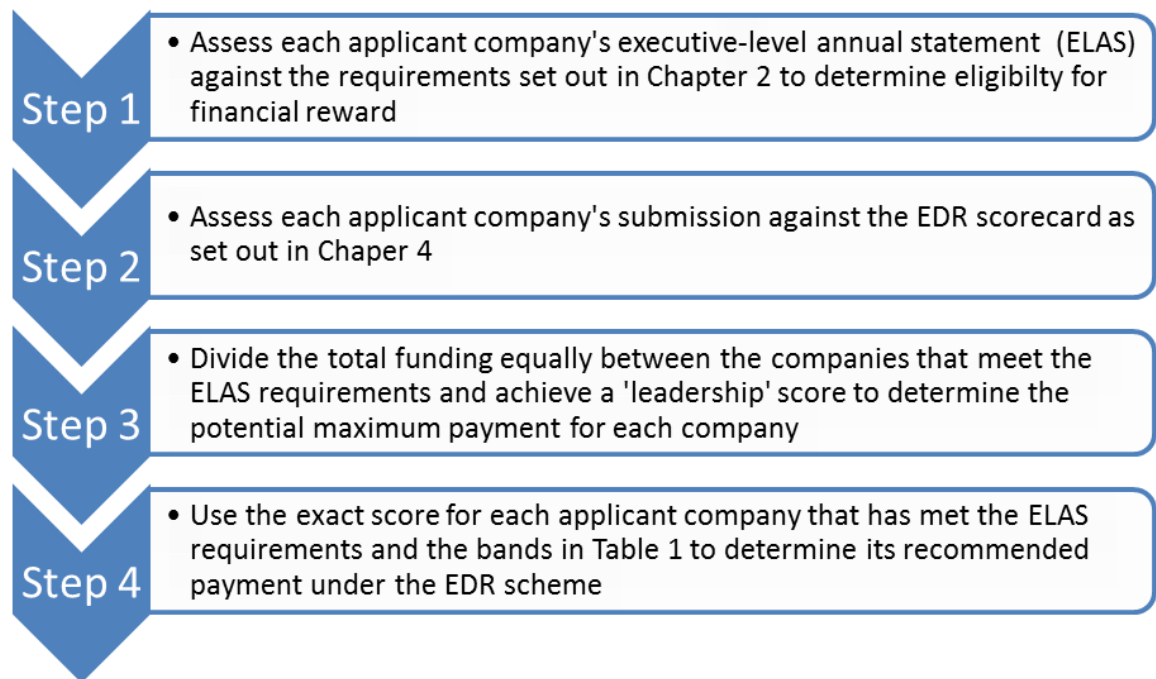 Step 1
• Assess each applicant company's executive-level annual statement (ELAS)
against the requirements set out in Chapter 2 to determine eligibilty for
financial reward
Step 2
• Assess each applicant company's submission against the EDR scorecard as
set out in Chaper 4
Step 3
• Divide the total funding equally between the companies that meet the
ELAS requirements and achieve a 'leadership' score to determine the
potential maximum payment for each company
Step 4
• Use the exact score for each applicant company that has met the ELAS
requirements and the bands in Table 1 to determine its recommended
payment under the EDR scheme